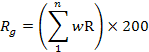 R_g = (∑_1^n wR) × 200